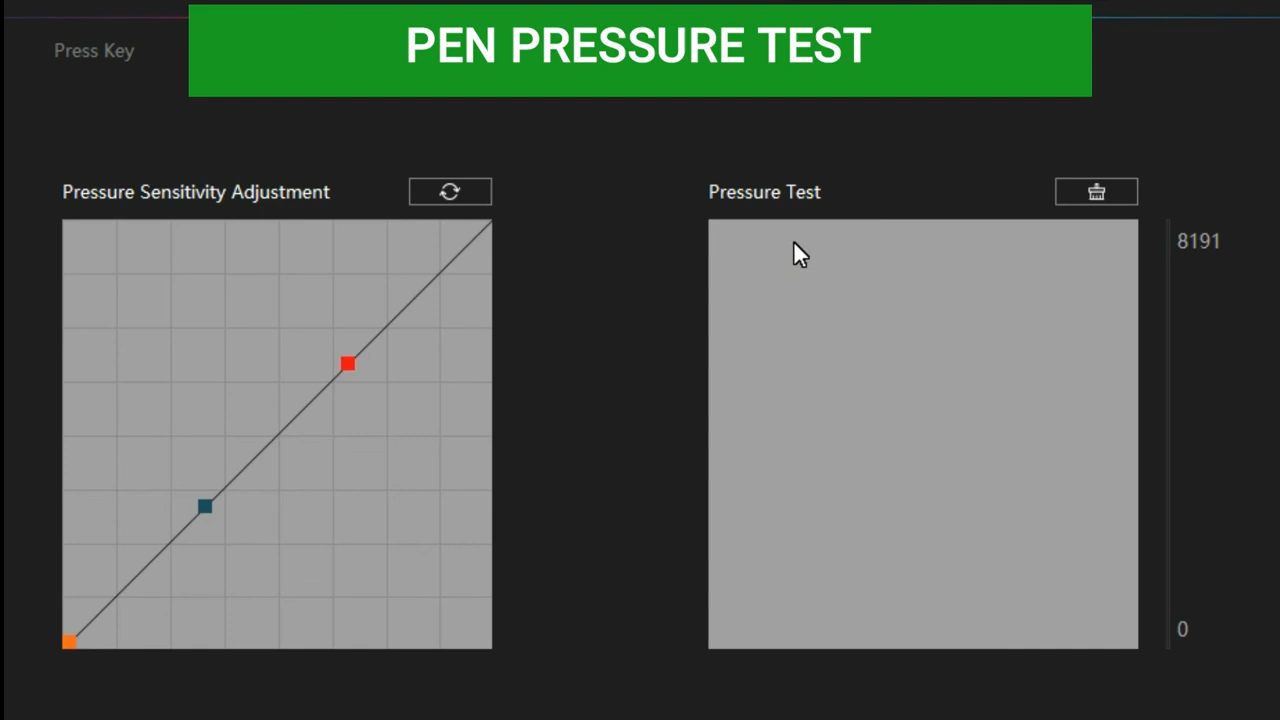 PEN PRESSURE TEST
Press Key
Pressure Sensitivity Adjustment
Pressure Test
8191
0